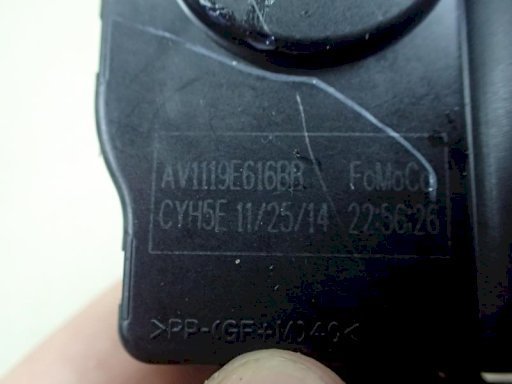 AV1119E616BB FoMoCo
CYH5E 11/25/14 22:56:26
>PP-(GF+M)40<